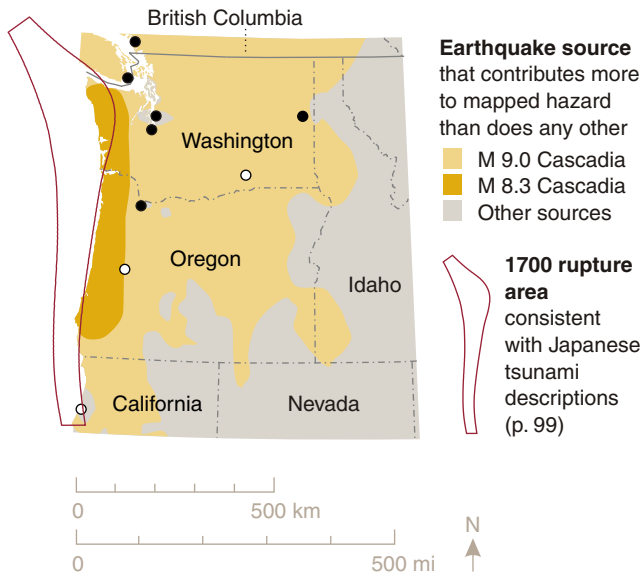 British Columbia
Washington
Oregon
Idaho
California
Nevada
Earthquake source
that contributes more
to mapped hazard
than does any other
M 9.0 Cascadia
M 8.3 Cascadia
Other sources
1700 rupture
area
consistent
with Japanese
tsunami
descriptions
(p. 99)
0 500 km
0 500 mi
N